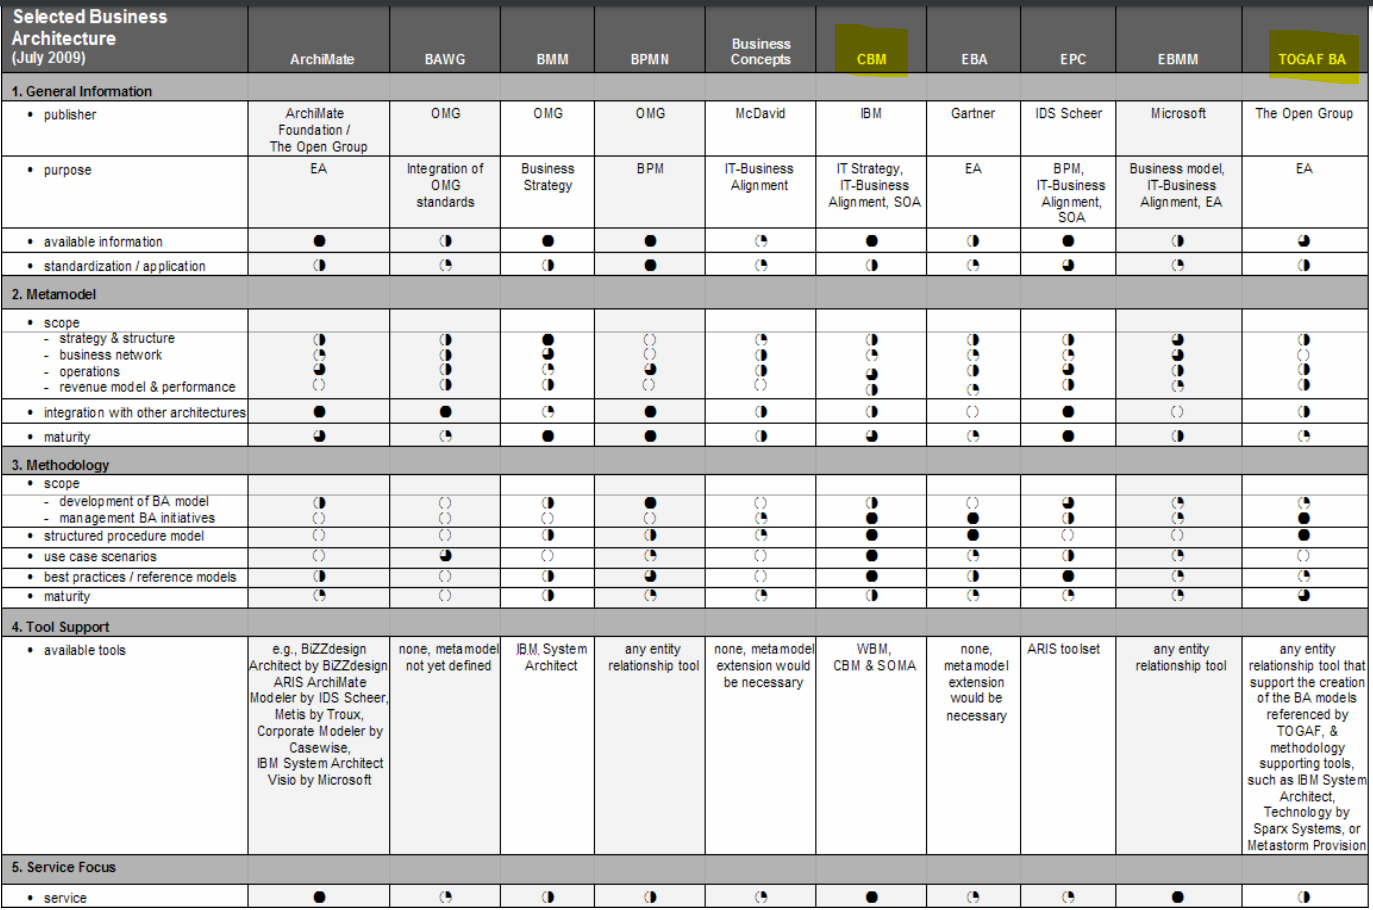 Selected Business
Architecture
(July 2009)
ArchiMate
BAWG
BMM
BPMN
Business
Concepts
CBM
EBA
EPC
EBMM
TOGAF BA
1. General Information
• publisher
ArchiMate
Foundation /
The Open Group
OMG
OMG
OMG
McDavid
IBM
Gartner
IDS Scheer
Microsoft
The Open Group
• purpose
EA
Integration of
OMG
standards
Business
Strategy
BPM
IT-Business
Alignment
IT Strategy,
IT-Business
Alignment, SOA
EA
BPM,
IT-Business
Alignment,
SOA
Business model,
IT-Business
Alignment, EA
EA
• available information
• standardization / application
2. Metamodel
• scope
- strategy & structure
- business network
- operations
- revenue model & performance
• integration with other architectures
• maturity
3. Methodology
• scope
- development of BA model
- management BA initiatives
• structured procedure model
• use case scenarios
• best practices / reference models
• maturity
4. Tool Support
• available tools
e.g., BiZZdesign
Architect by BiZZdesign
ARIS ArchiMate
Modeler by IDS Scheer,
Metis by Troux,
Corporate Modeler by
Casewise,
IBM System Architect
Visio by Microsoft
none, metamodel
not yet defined
IBM System
Architect
any entity
relationship tool
none, metamodel
extension would
be necessary
WBM,
CBM & SOMA
none,
metamodel
extension
would be
necessary
ARIS toolset
any entity
relationship tool
any entity
relationship tool that
support the creation
of the BA models
referenced by
TOGAF, &
methodology
supporting tools,
such as IBM System
Architect,
Technology by
Sparx Systems, or
Metastorm Provision
5. Service Focus
• service